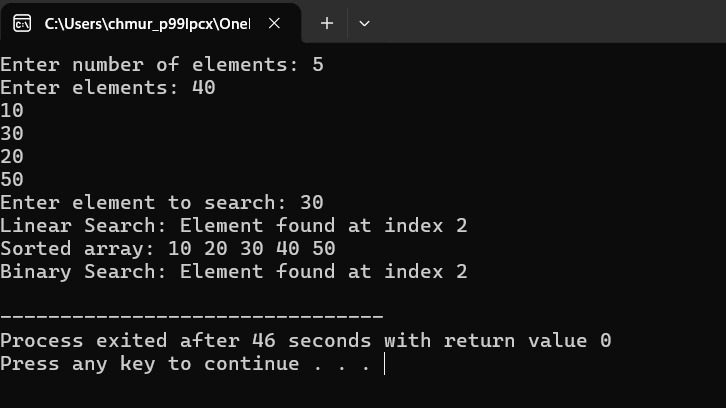 C:\Users\chmur_p99lpcx\OneI
Enter number of elements: 5
Enter elements: 40
10
30
20
50
Enter element to search: 30
Linear Search: Element found at index 2
Sorted array: 10 20 30 40 50
Binary Search: Element found at index 2
--------------------------------
Process exited after 46 seconds with return value 0
Press any key to continue . . .